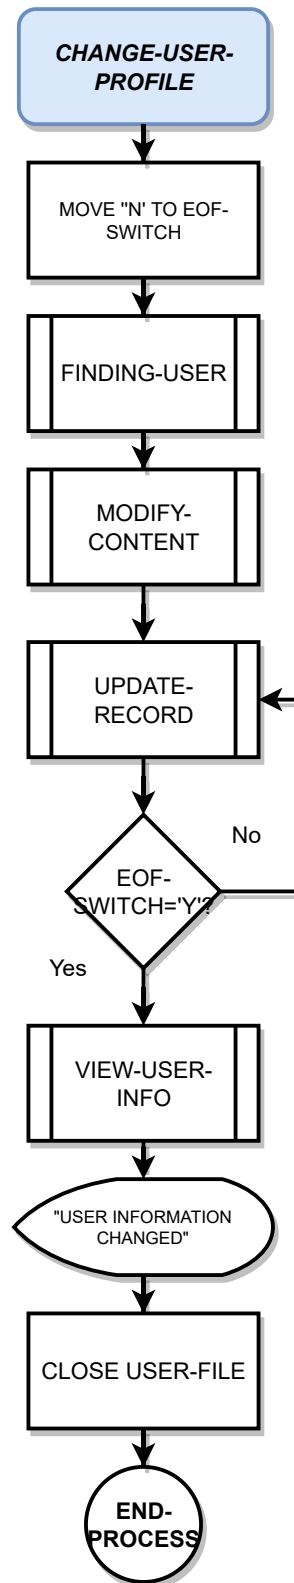 CHANGE-USER-
PROFILE
MOVE "N' TO EOF-
SWITCH
FINDING-USER
MODIFY-
CONTENT
UPDATE-
RECORD
No
EOF-
SWITCH='Y'?
Yes
VIEW-USER-
INFO
"USER INFORMATION
CHANGED"
CLOSE USER-FILE
END-
PROCESS